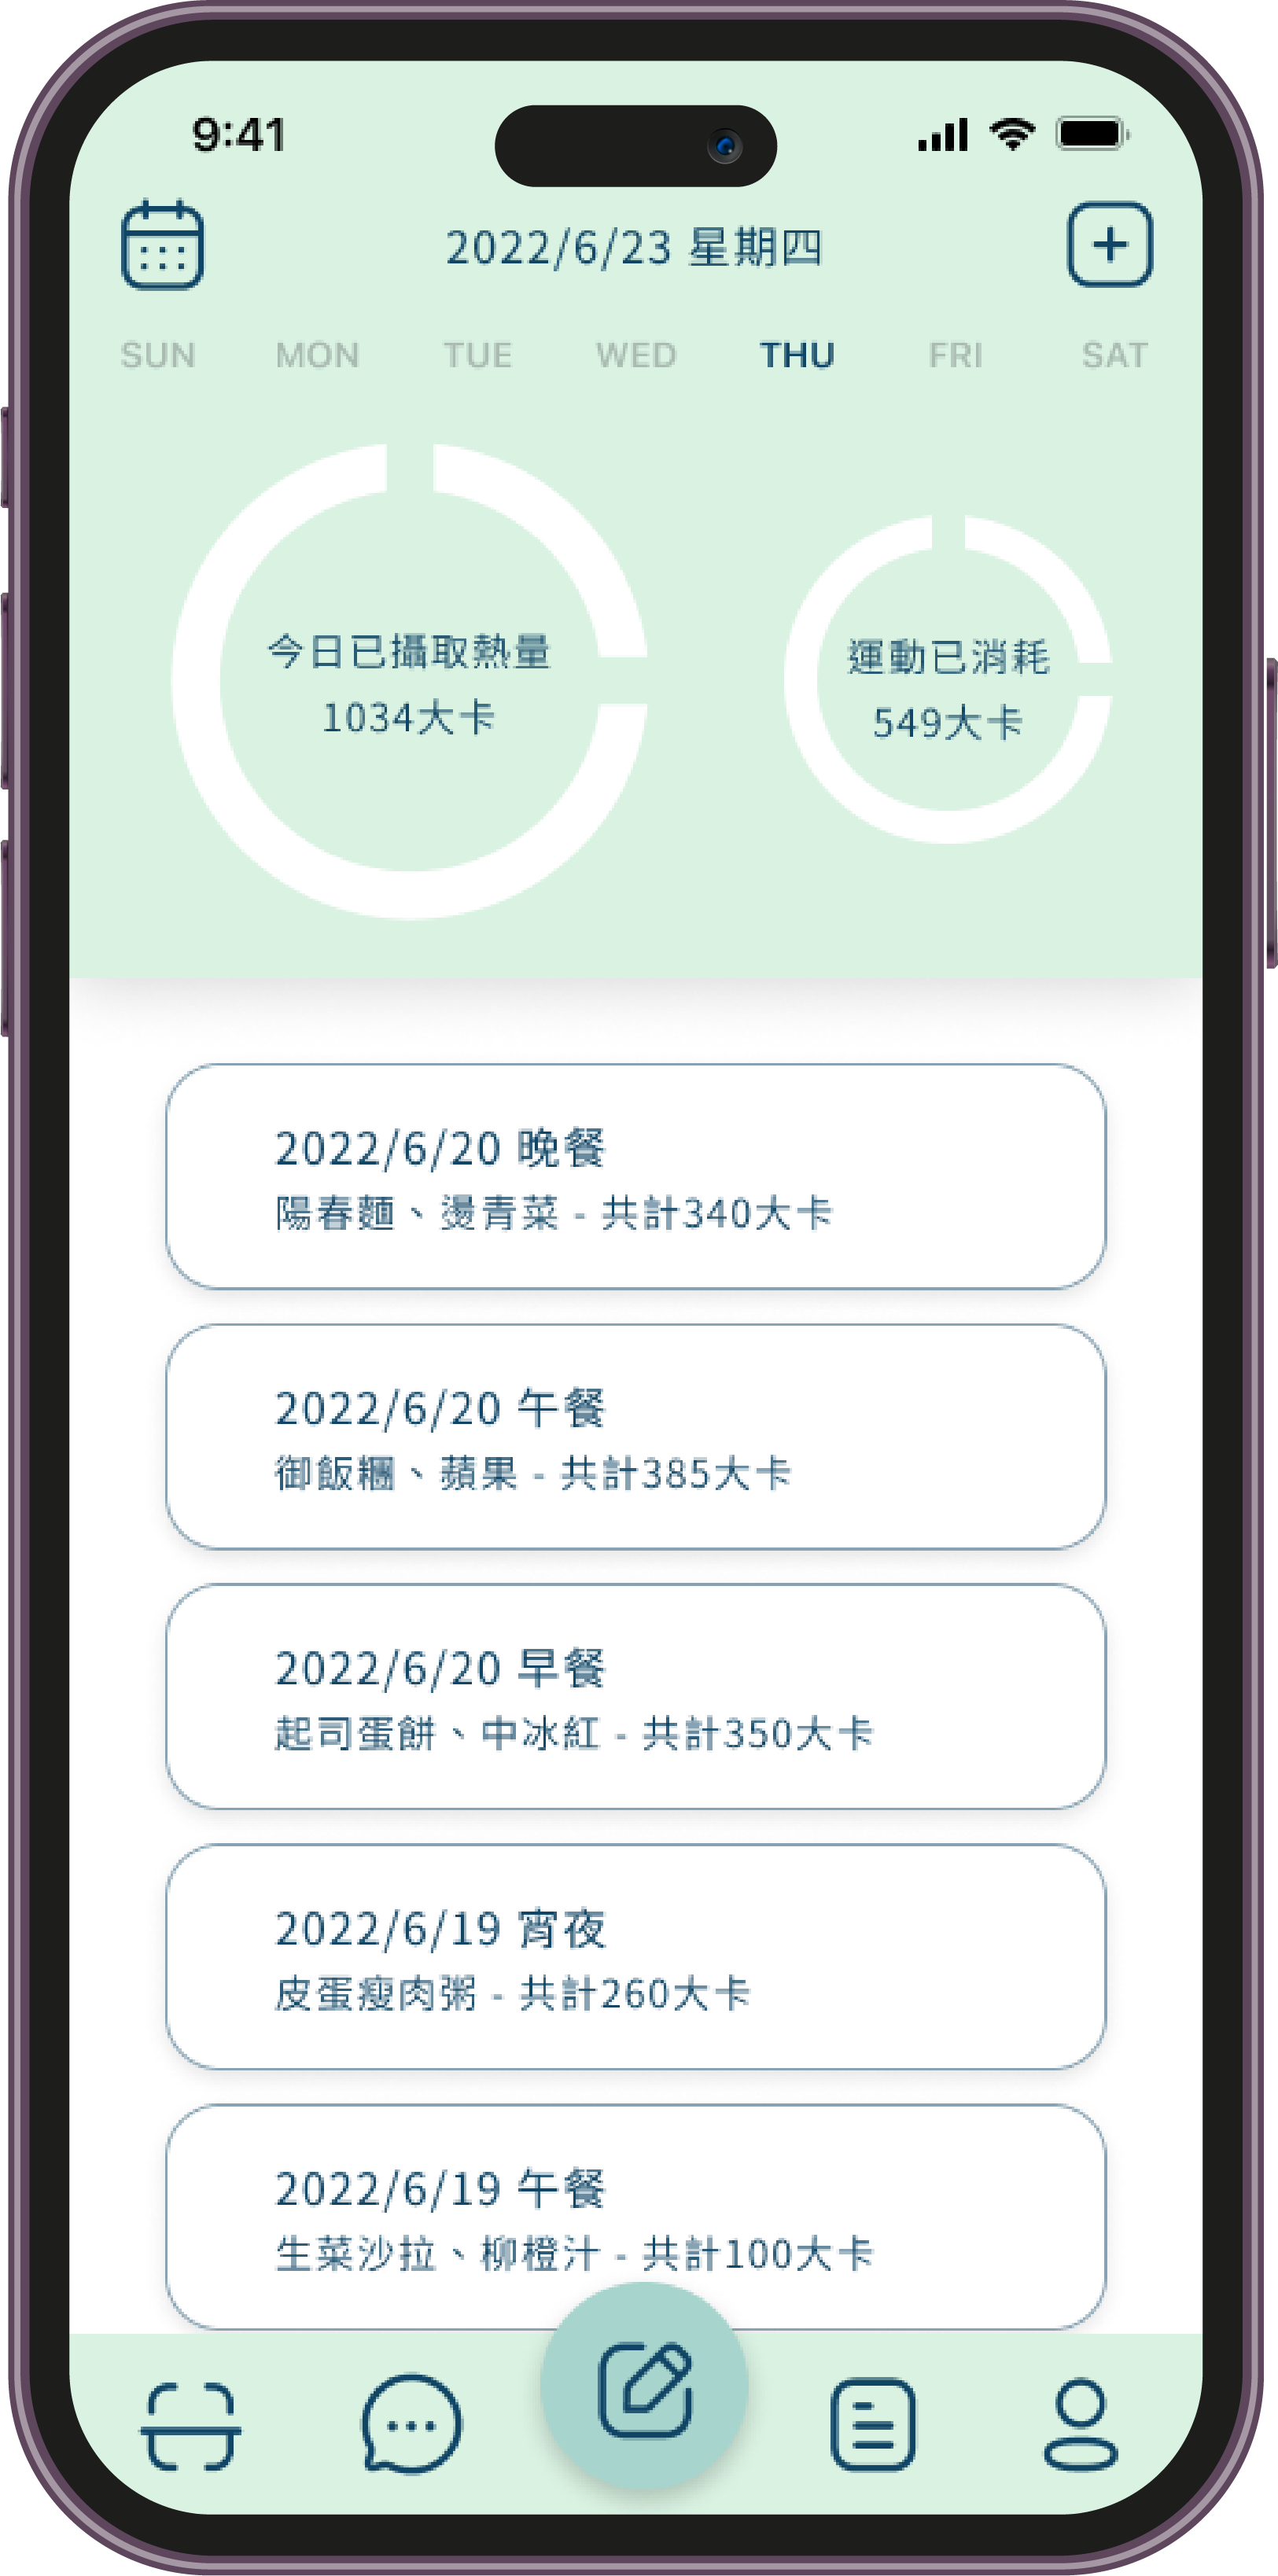 9:41
2022/6/23 星期四
SUN MON TUE WED THU FRI SAT
今日已攝取熱量
1034大卡
運動已消耗
549大卡
2022/6/20 晚餐
陽春麵、燙青菜 - 共計340大卡
2022/6/20 午餐
御飯糰、蘋果 - 共計385大卡
2022/6/20 早餐
起司蛋餅、中冰紅 - 共計350大卡
2022/6/19 宵夜
皮蛋瘦肉粥 - 共計260大卡
2022/6/19 午餐
生菜沙拉、柳橙汁 - 共計100大卡